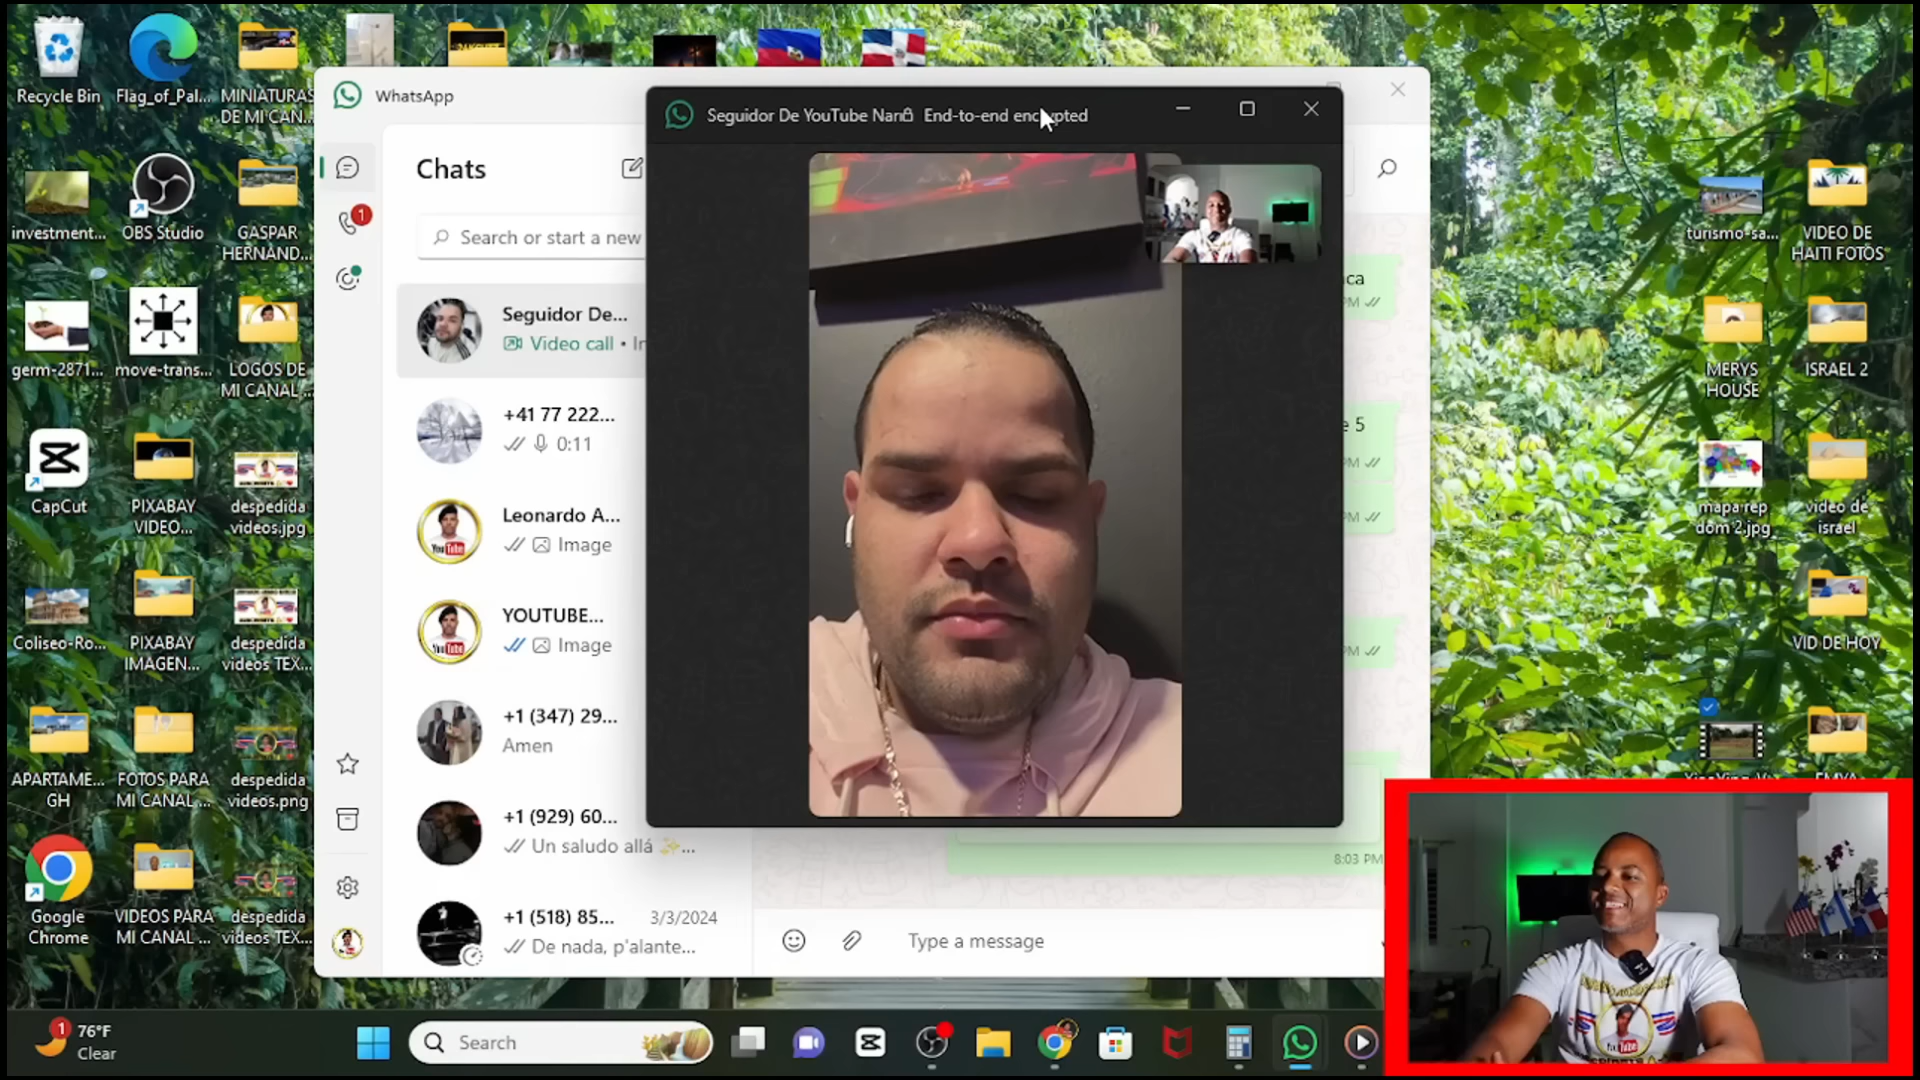 Recycle Bin
Flag_of_Pal...
MINIATURAS
DE MI CAN...
investment...
OBS Studio
GASPAR
HERNAND...
germ-2871...
move-trans...
LOGOS DE
MI CANAL ...
CapCut
PIXABAY
VIDEO...
despedida
videos.jpg
Coliseo-Ro...
PIXABAY
IMAGEN...
despedida
videos TEX...
APARTAME...
GH
FOTOS PARA
MI CANAL ...
despedida
videos.png
Google
Chrome
VIDEOS PARA
MI CANAL ...
despedida
videos TEX...
WhatsApp
Chats
Search or start a new
Seguidor De...
Video call •
+41 77 222...
0:11
Leonardo A...
Image
YOUTUBE...
Image
+1 (347) 29...
Amen
+1 (929) 60...
Un saludo allá ✨...
+1 (518) 85...
3/3/2024
De nada, p'alante...
Seguidor De YouTube
End-to-end encrypted
e 5
8:03 PM
Type a message
turismo-sa...
VIDEO DE
HAITI FOTOS
MERYS
HOUSE
ISRAEL 2
mapa rep
dom 2.jpg
video de
israel
VID DE HOY
1
1
76°F
Clear
Search
YouTube